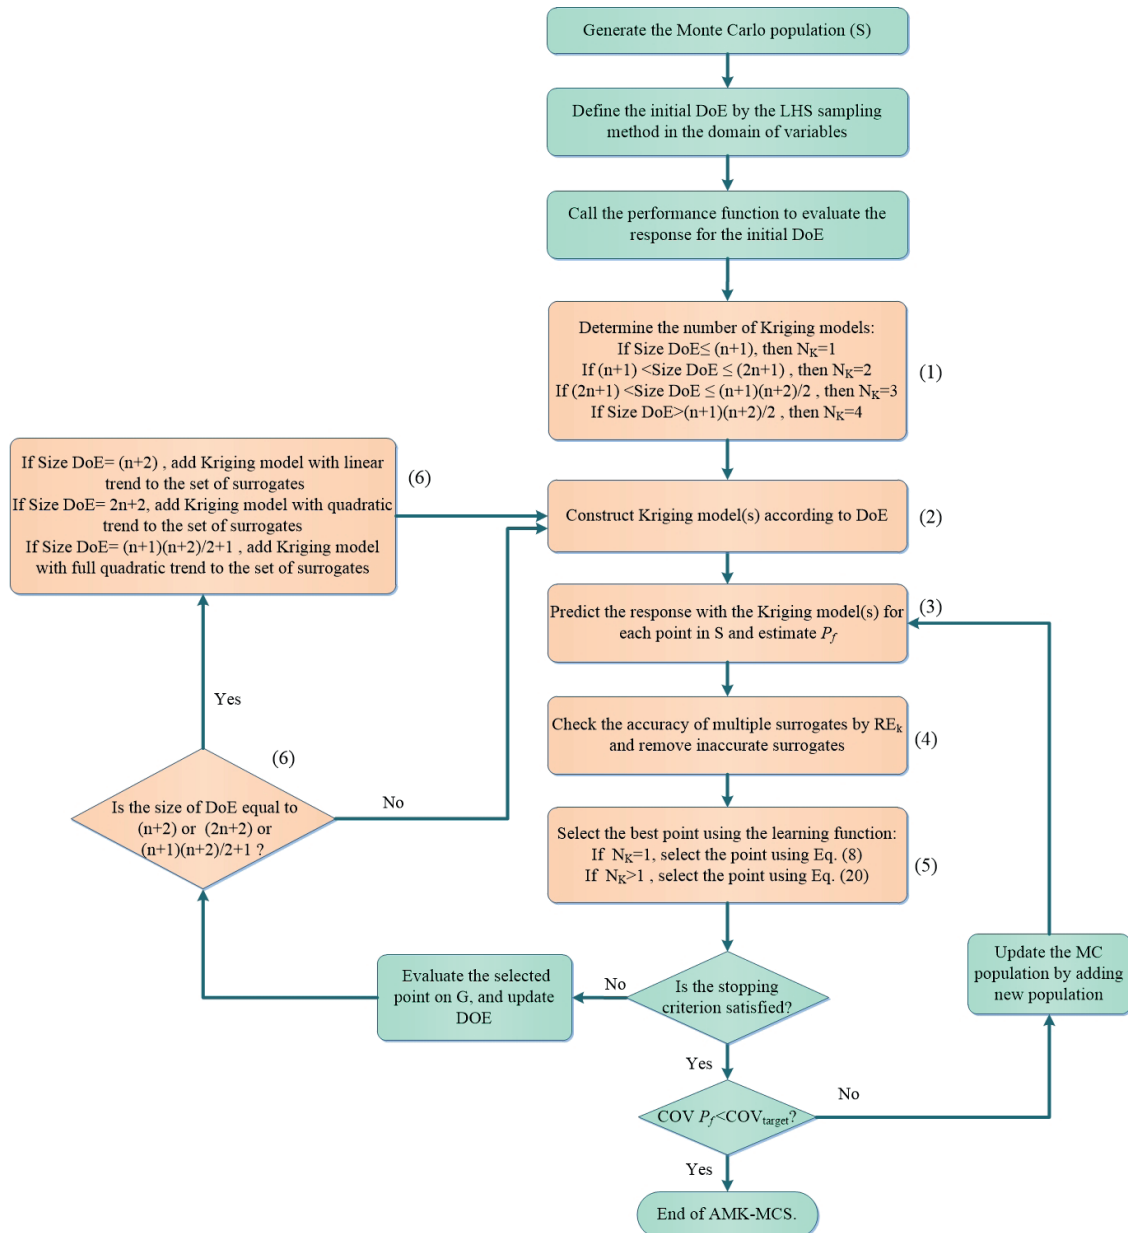 Generate the Monte Carlo population (S)
Define the initial DoE by the LHS sampling
method in the domain of variables
Call the performance function to evaluate the
response for the initial DoE
Determine the number of Kriging models:
If Size DoE≤ (n+1), then N_K=1
If (n+1) <Size DoE ≤ (2n+1) , then N_K=2
If (2n+1) <Size DoE ≤ (n+1)(n+2)/2 , then N_K=3
If Size DoE>(n+1)(n+2)/2 , then N_K=4
(1)
If Size DoE= (n+2) , add Kriging model with linear
trend to the set of surrogates
If Size DoE= 2n+2, add Kriging model with quadratic
trend to the set of surrogates
If Size DoE= (n+1)(n+2)/2+1 , add Kriging model
with full quadratic trend to the set of surrogates
(6)
Construct Kriging model(s) according to DoE
(2)
Predict the response with the Kriging model(s) for
each point in S and estimate P_f
(3)
Yes
Check the accuracy of multiple surrogates by RE_k
and remove inaccurate surrogates
(4)
(6)
Is the size of DoE equal to
(n+2) or (2n+2) or
(n+1)(n+2)/2+1 ?
No
Select the best point using the learning function:
If N_K=1, select the point using Eq. (8)
If N_K>1 , select the point using Eq. (20)
(5)
Evaluate the selected
point on G, and update
DOE
No
Is the stopping
criterion satisfied?
Update the MC
population by adding
new population
Yes
COV P_f<COV_target?
No
Yes
End of AMK-MCS.